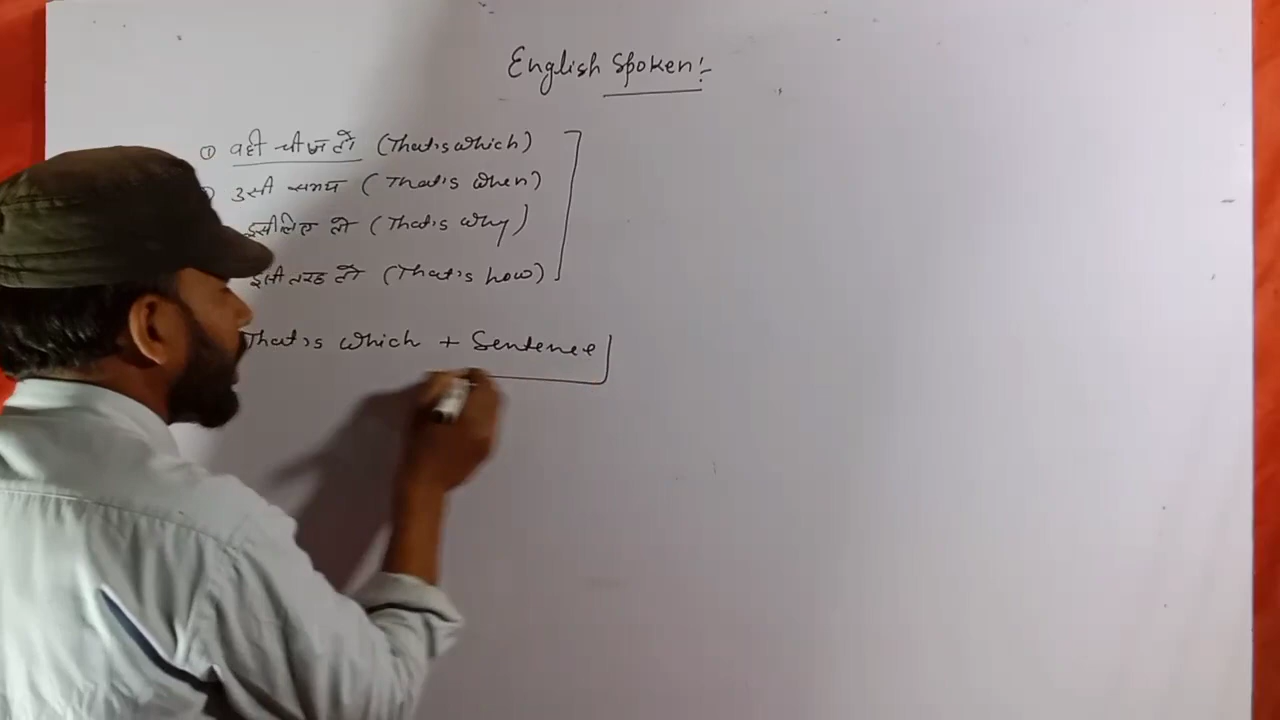 English Spoken :-
① वही चीज तो (That's which)
उसी समय (That's when)
इसीलिए तो (That's why)
इसी तरह तो (That's how)
That's which + Sentence